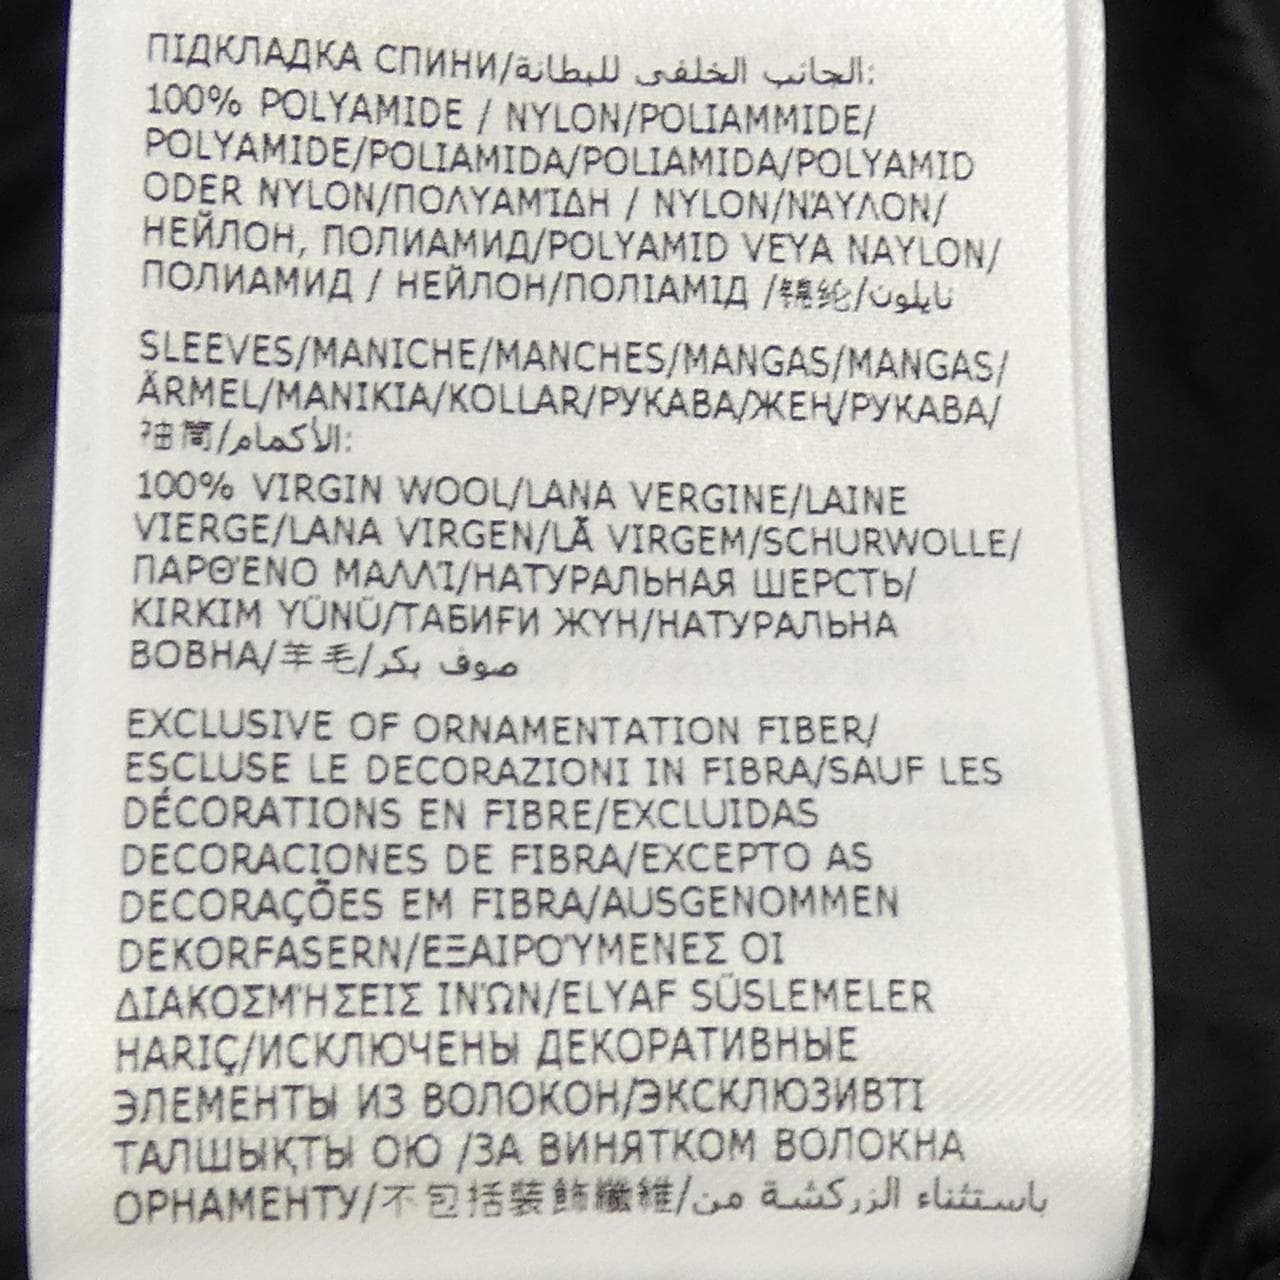 ПІДКЛАДКА СПИНИ/الجانب الخلفى للبطانة:
100% POLYAMIDE / NYLON/POLIAMMIDE/
POLYAMIDE/POLIAMIDA/POLIAMIDA/POLYAMID
ODER NYLON/ΠΟΛΥΑΜΊΔΗ / NYLON/ΝΆΥΛΟΝ/
НЕЙЛОН, ПОЛИАМИД/POLYAMID VEYA NAYLON/
ПОЛИАМИД / НЕЙЛОН/ПОЛІАМІД /锦纶/نايلون
SLEEVES/MANICHE/MANCHES/MANGAS/MANGAS/
ÄRMEL/MANIKIA/KOLLAR/РУКАВА/ЖЕҢ/РУКАВА/
袖筒/الأكمام:
100% VIRGIN WOOL/LANA VERGINE/LAINE
VIERGE/LANA VIRGEN/LÃ VIRGEM/SCHURWOLLE/
ΠΑΡΘΈΝΟ ΜΑΛΛΊ/НАТУРАЛЬНАЯ ШЕРСТЬ/
KIRKIM YÜNÜ/ТАБИҒИ ЖҮН/НАТУРАЛЬНА
ВОВНА/羊毛/صوف بكر
EXCLUSIVE OF ORNAMENTATION FIBER/
ESCLUSE LE DECORAZIONI IN FIBRA/SAUF LES
DÉCORATIONS EN FIBRE/EXCLUIDAS
DECORACIONES DE FIBRA/EXCEPTO AS
DECORAÇÕES EM FIBRA/AUSGENOMMEN
DEKORFASERN/ΕΞΑΙΡΟΎΜΕΝΕΣ ΟΙ
ΔΙΑΚΟΣΜΉΣΕΙΣ ΙΝΏΝ/ELYAF SÜSLEMELER
HARIÇ/ИСКЛЮЧЕНЫ ДЕКОРАТИВНЫЕ
ЭЛЕМЕНТЫ ИЗ ВОЛОКОН/ЭКСКЛЮЗИВТІ
ТАЛШЫҚТЫ ОЮ /ЗА ВИНЯТКОМ ВОЛОКНА
ОРНАМЕНТУ/不包括装飾纖維/باستثناء الزركشة من